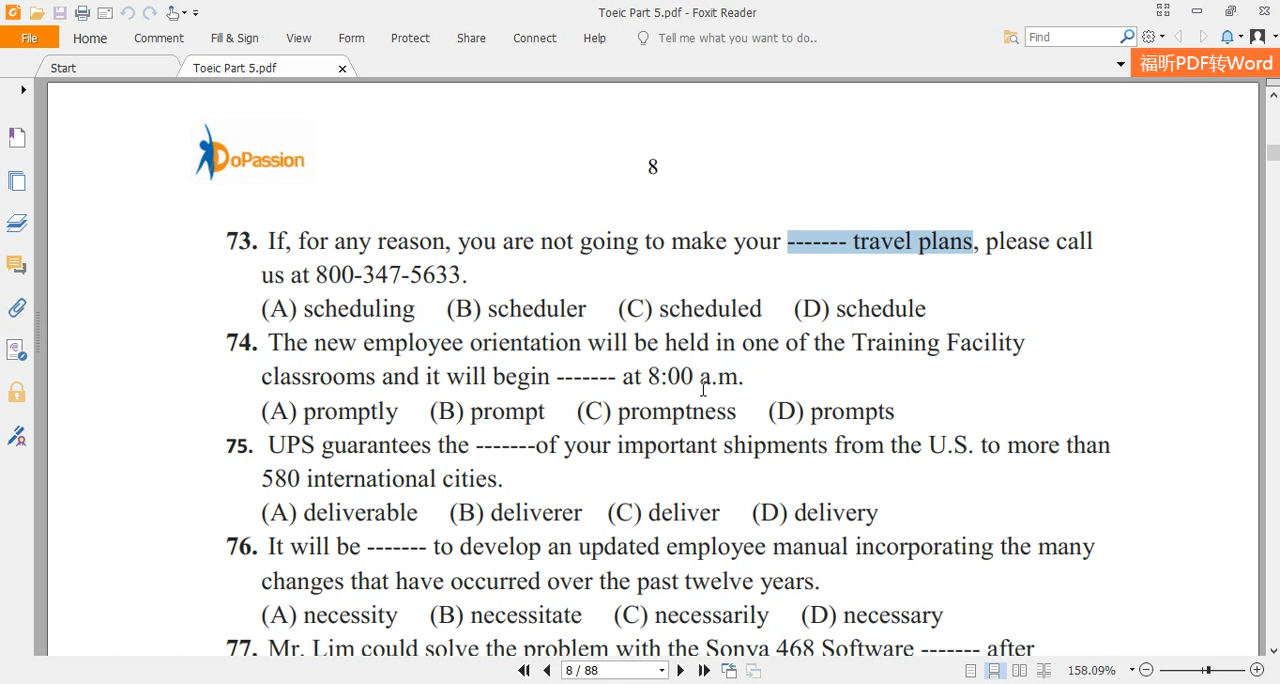 Toeic Part 5.pdf - Foxit Reader
File Home Comment Fill & Sign View Form Protect Share Connect Help Tell me what you want to do.. Find
Start Toeic Part 5.pdf 福昕PDF转Word
DoPassion
8
73. If, for any reason, you are not going to make your ------- travel plans, please call
us at 800-347-5633.
(A) scheduling (B) scheduler (C) scheduled (D) schedule
74. The new employee orientation will be held in one of the Training Facility
classrooms and it will begin ------- at 8:00 a.m.
(A) promptly (B) prompt (C) promptness (D) prompts
75. UPS guarantees the -------of your important shipments from the U.S. to more than
580 international cities.
(A) deliverable (B) deliverer (C) deliver (D) delivery
76. It will be ------- to develop an updated employee manual incorporating the many
changes that have occurred over the past twelve years.
(A) necessity (B) necessitate (C) necessarily (D) necessary
77. Mr. Lim could solve the problem with the Sonya 468 Software ------- after
8 / 88 158.09%